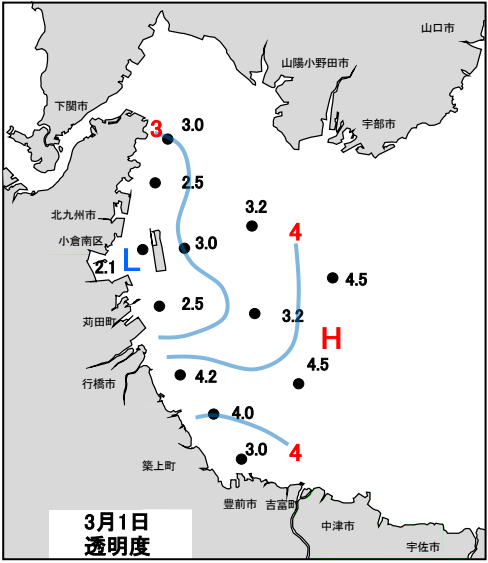 山口市
山陽小野田市
下関市
宇部市
3
3.0
2.5
3.2
北九州市
4
小倉南区
3.0
L
2.1
4.5
2.5
3.2
苅田町
H
4.5
行橋市
4.2
4.0
3.0
4
築上町
豊前市
吉富町
3月1日
中津市
透明度
宇佐市